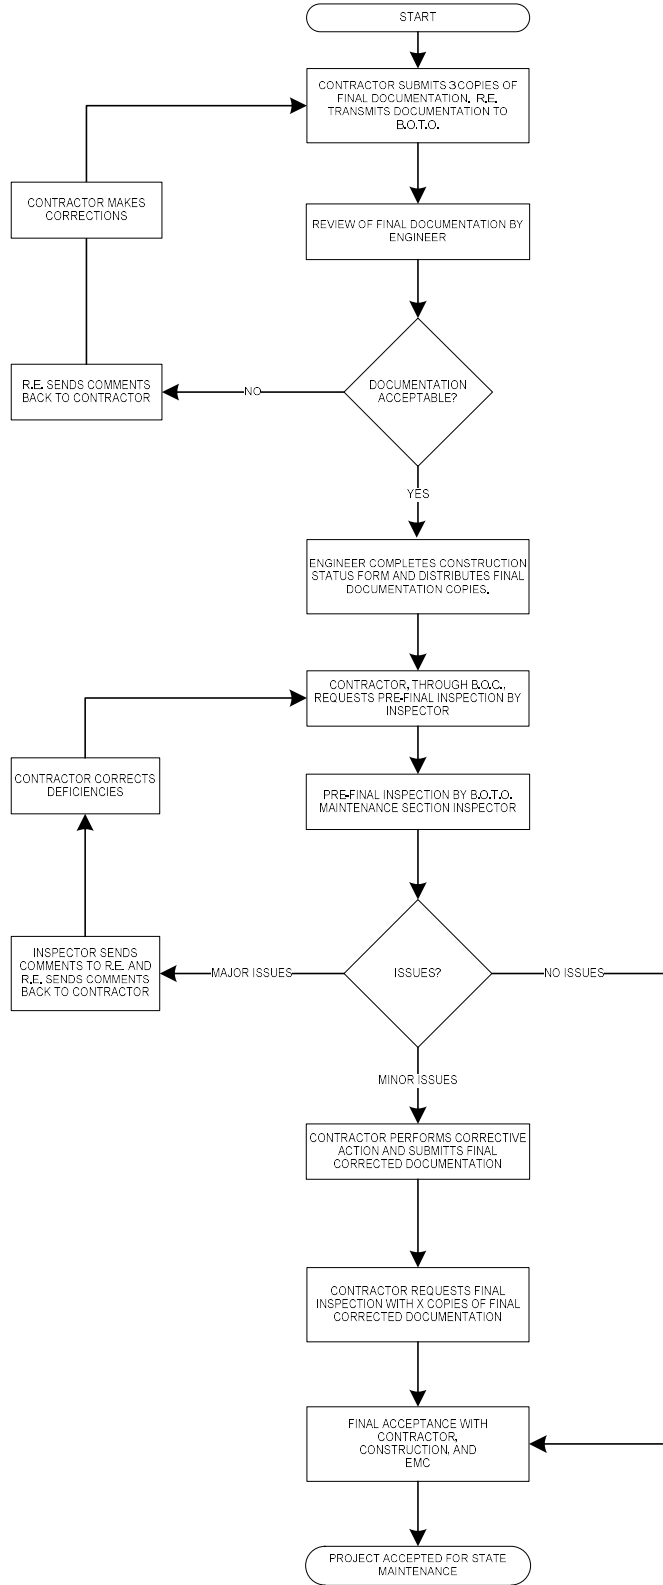 START
CONTRACTOR SUBMITS 3 COPIES OF
FINAL DOCUMENTATION. R.E.
TRANSMITS DOCUMENTATION TO
B.O.T.O.
CONTRACTOR MAKES
CORRECTIONS
REVIEW OF FINAL DOCUMENTATION BY
ENGINEER
R.E. SENDS COMMENTS
BACK TO CONTRACTOR
NO
DOCUMENTATION
ACCEPTABLE?
YES
ENGINEER COMPLETES CONSTRUCTION
STATUS FORM AND DISTRIBUTES FINAL
DOCUMENTATION COPIES.
CONTRACTOR, THROUGH B.O.C.,
REQUESTS PRE-FINAL INSPECTION BY
INSPECTOR
CONTRACTOR CORRECTS
DEFICIENCIES
PRE-FINAL INSPECTION BY B.O.T.O.
MAINTENANCE SECTION INSPECTOR
INSPECTOR SENDS
COMMENTS TO R.E. AND
R.E. SENDS COMMENTS
BACK TO CONTRACTOR
MAJOR ISSUES
ISSUES?
NO ISSUES
MINOR ISSUES
CONTRACTOR PERFORMS CORRECTIVE
ACTION AND SUBMITTS FINAL
CORRECTED DOCUMENTATION
CONTRACTOR REQUESTS FINAL
INSPECTION WITH X COPIES OF FINAL
CORRECTED DOCUMENTATION
FINAL ACCEPTANCE WITH
CONTRACTOR,
CONSTRUCTION, AND
EMC
PROJECT ACCEPTED FOR STATE
MAINTENANCE